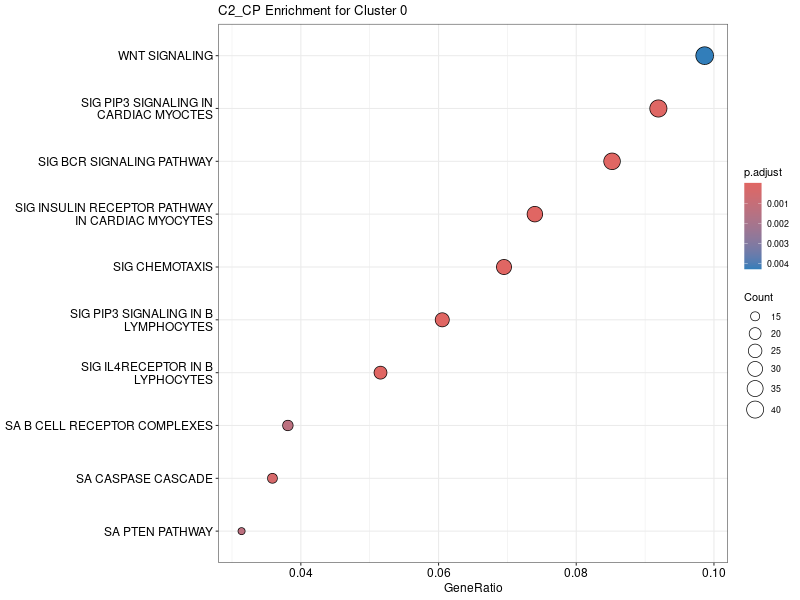 C2_CP Enrichment for Cluster 0
WNT SIGNALING
SIG PIP3 SIGNALING IN
CARDIAC MYOCTES
SIG BCR SIGNALING PATHWAY
SIG INSULIN RECEPTOR PATHWAY
IN CARDIAC MYOCYTES
SIG CHEMOTAXIS
SIG PIP3 SIGNALING IN B
LYMPHOCYTES
SIG IL4RECEPTOR IN B
LYPHOCYTES
SA B CELL RECEPTOR COMPLEXES
SA CASPASE CASCADE
SA PTEN PATHWAY
0.04 0.06 0.08 0.10
GeneRatio
p.adjust
0.001
0.002
0.003
0.004
Count
15
20
25
30
35
40